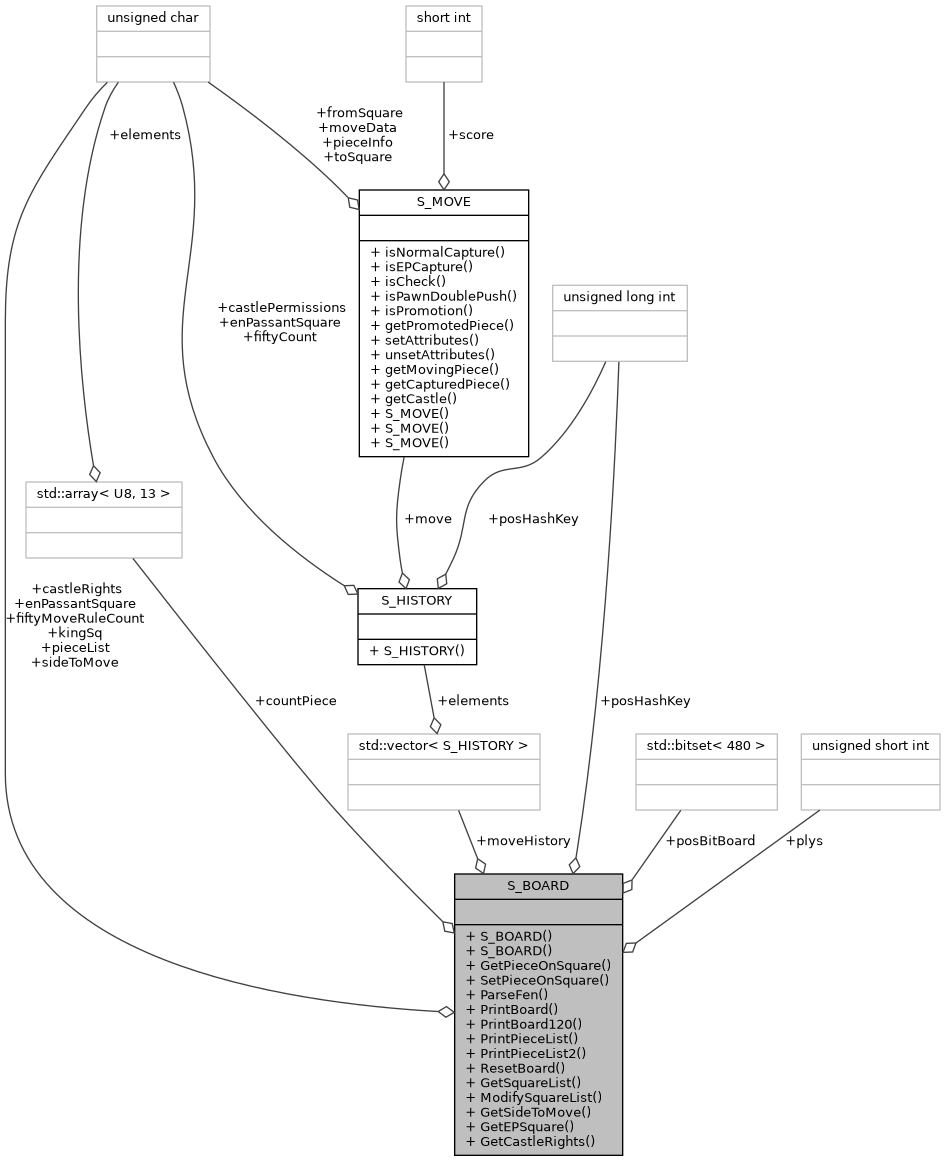 unsigned char
short int
+elements
+fromSquare
+moveData
+pieceInfo
+toSquare
+score
S_MOVE
+ isNormalCapture()
+ isEPCapture()
+ isCheck()
+ isPawnDoublePush()
+ isPromotion()
+ getPromotedPiece()
+ setAttributes()
+ unsetAttributes()
+ getMovingPiece()
+ getCapturedPiece()
+ getCastle()
+ S_MOVE()
+ S_MOVE()
+ S_MOVE()
unsigned long int
+castlePermissions
+enPassantSquare
+fiftyCount
std::array< U8, 13 >
+move
+posHashKey
+castleRights
+enPassantSquare
+fiftyMoveRuleCount
+kingSq
+pieceList
+sideToMove
S_HISTORY
+ S_HISTORY()
+countPiece
+elements
+posHashKey
std::vector< S_HISTORY >
std::bitset< 480 >
unsigned short int
+moveHistory
+posBitBoard
+plys
S_BOARD
+ S_BOARD()
+ S_BOARD()
+ GetPieceOnSquare()
+ SetPieceOnSquare()
+ ParseFen()
+ PrintBoard()
+ PrintBoard120()
+ PrintPieceList()
+ PrintPieceList2()
+ ResetBoard()
+ GetSquareList()
+ ModifySquareList()
+ GetSideToMove()
+ GetEPSquare()
+ GetCastleRights()